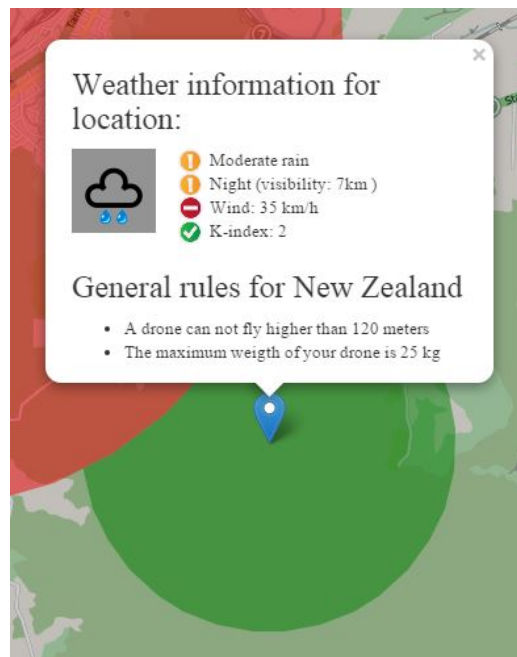 ×
Weather information for
location:
Moderate rain
Night (visibility: 7km )
Wind: 35 km/h
K-index: 2
General rules for New Zealand
• A drone can not fly higher than 120 meters
• The maximum weigth of your drone is 25 kg